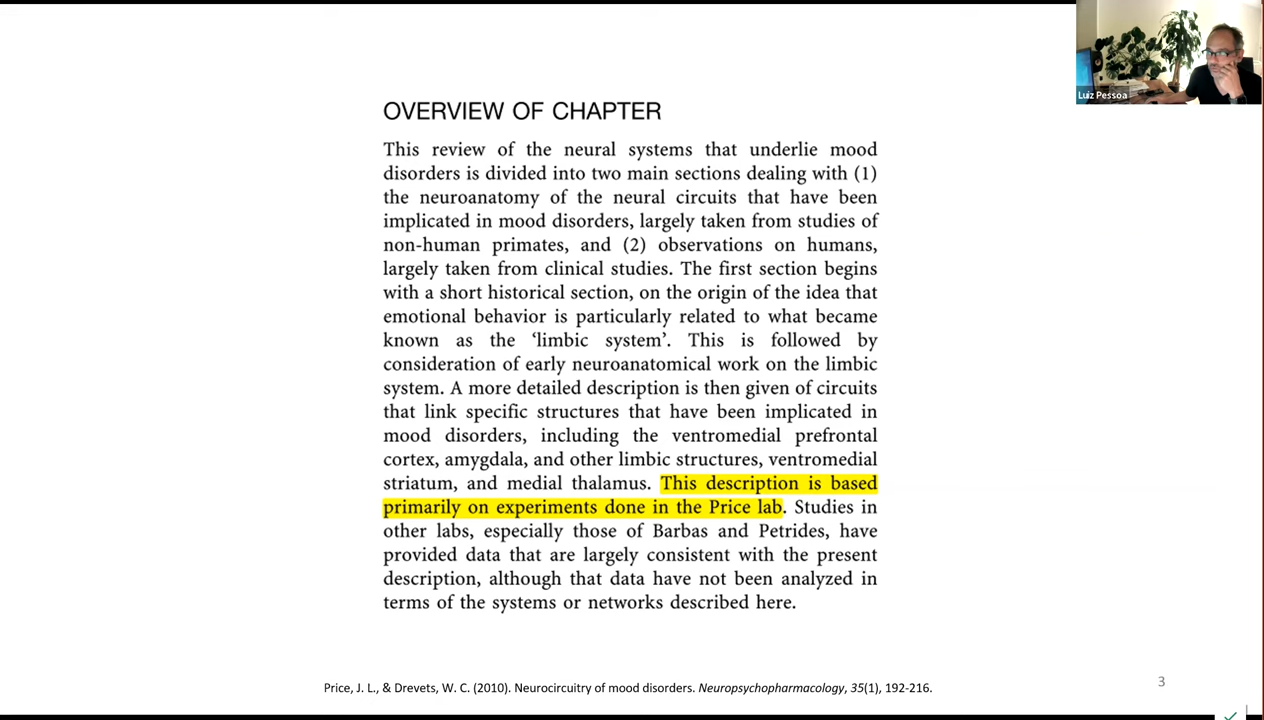 Luiz Pessoa
OVERVIEW OF CHAPTER
This review of the neural systems that underlie mood
disorders is divided into two main sections dealing with (1)
the neuroanatomy of the neural circuits that have been
implicated in mood disorders, largely taken from studies of
non-human primates, and (2) observations on humans,
largely taken from clinical studies. The first section begins
with a short historical section, on the origin of the idea that
emotional behavior is particularly related to what became
known as the ‘limbic system’. This is followed by
consideration of early neuroanatomical work on the limbic
system. A more detailed description is then given of circuits
that link specific structures that have been implicated in
mood disorders, including the ventromedial prefrontal
cortex, amygdala, and other limbic structures, ventromedial
striatum, and medial thalamus. This description is based
primarily on experiments done in the Price lab. Studies in
other labs, especially those of Barbas and Petrides, have
provided data that are largely consistent with the present
description, although that data have not been analyzed in
terms of the systems or networks described here.
Price, J. L., & Drevets, W. C. (2010). Neurocircuitry of mood disorders. Neuropsychopharmacology, 35(1), 192-216.
3